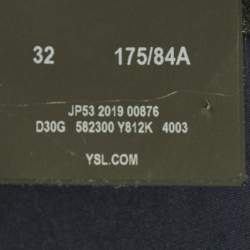 32 175/84A
JP53 2019 00876
D30G 582300 Y812K 4003
YSL.COM